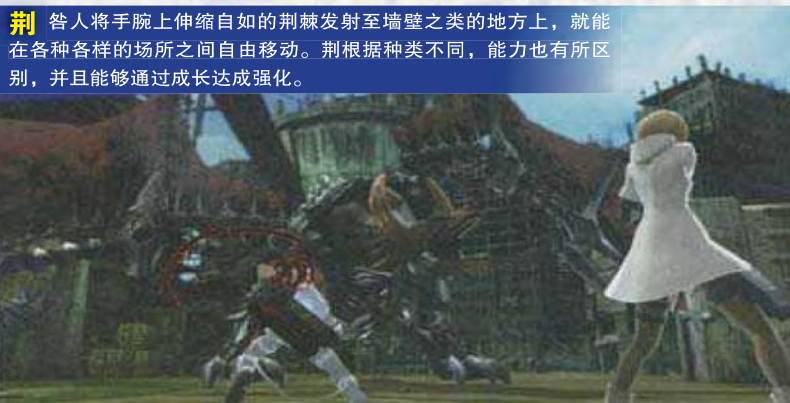 荆 咎人将手腕上伸缩自如的荆棘发射至墙壁之类的地方上，就能
在各种各样的场所之间自由移动。荆根据种类不同，能力也有所区
别，并且能够通过成长达成强化。